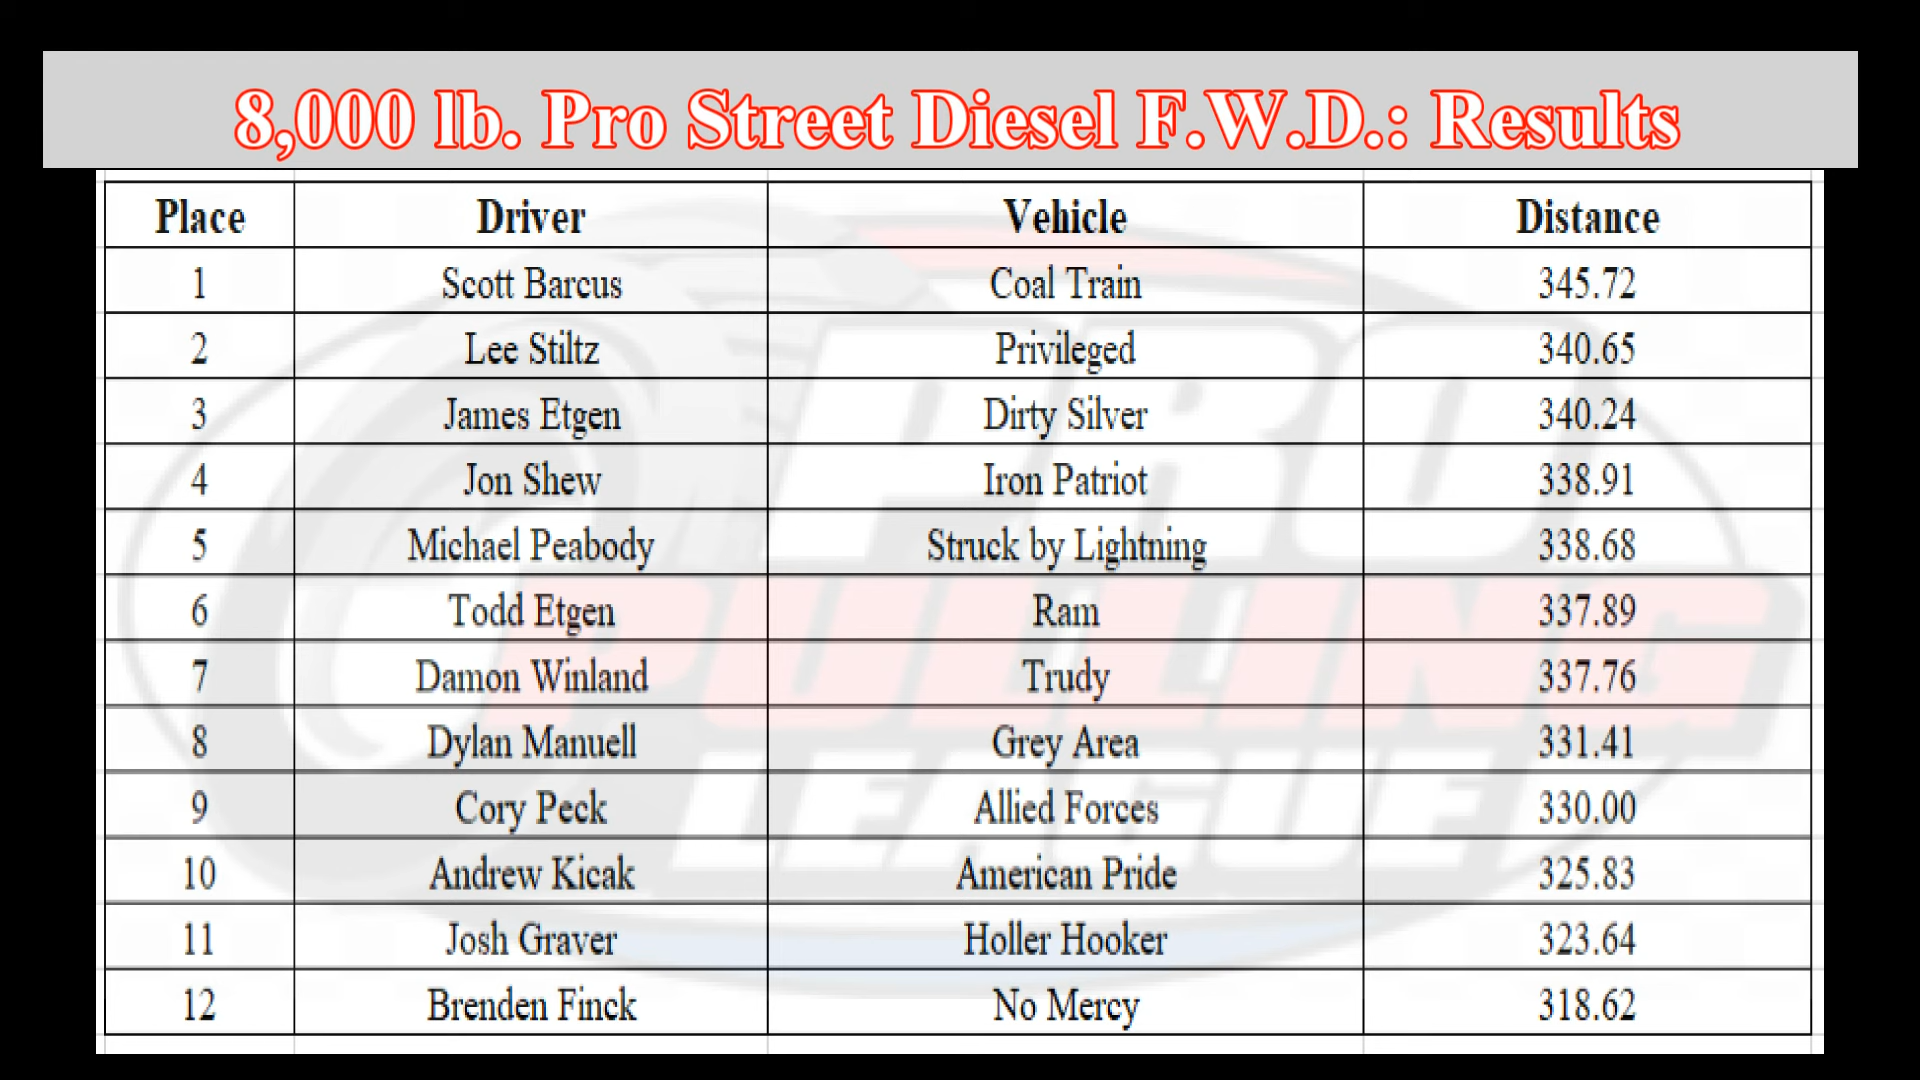 8,000 lb. Pro Street Diesel F.W.D.: Results
Place Driver Vehicle Distance
1 Scott Barcus Coal Train 345.72
2 Lee Stiltz Privileged 340.65
3 James Etgen Dirty Silver 340.24
4 Jon Shew Iron Patriot 338.91
5 Michael Peabody Struck by Lightning 338.68
6 Todd Etgen Ram 337.89
7 Damon Winland Trudy 337.76
8 Dylan Manuell Grey Area 331.41
9 Cory Peck Allied Forces 330.00
10 Andrew Kicak American Pride 325.83
11 Josh Graver Holler Hooker 323.64
12 Brenden Finck No Mercy 318.62
PRO
PULLING
LEAGUE